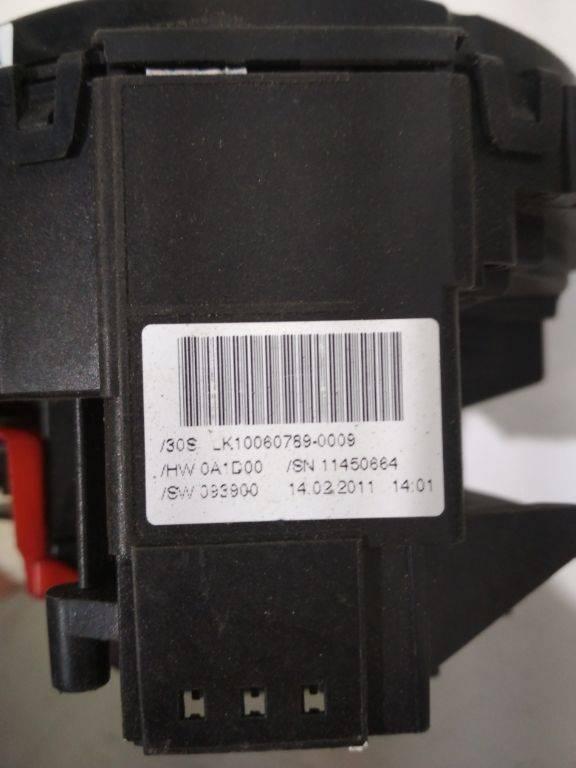 /30S LK10060789-0009
/HW 0A1D00 /SN 11450664
/SW 093900 14.02.2011 14:01